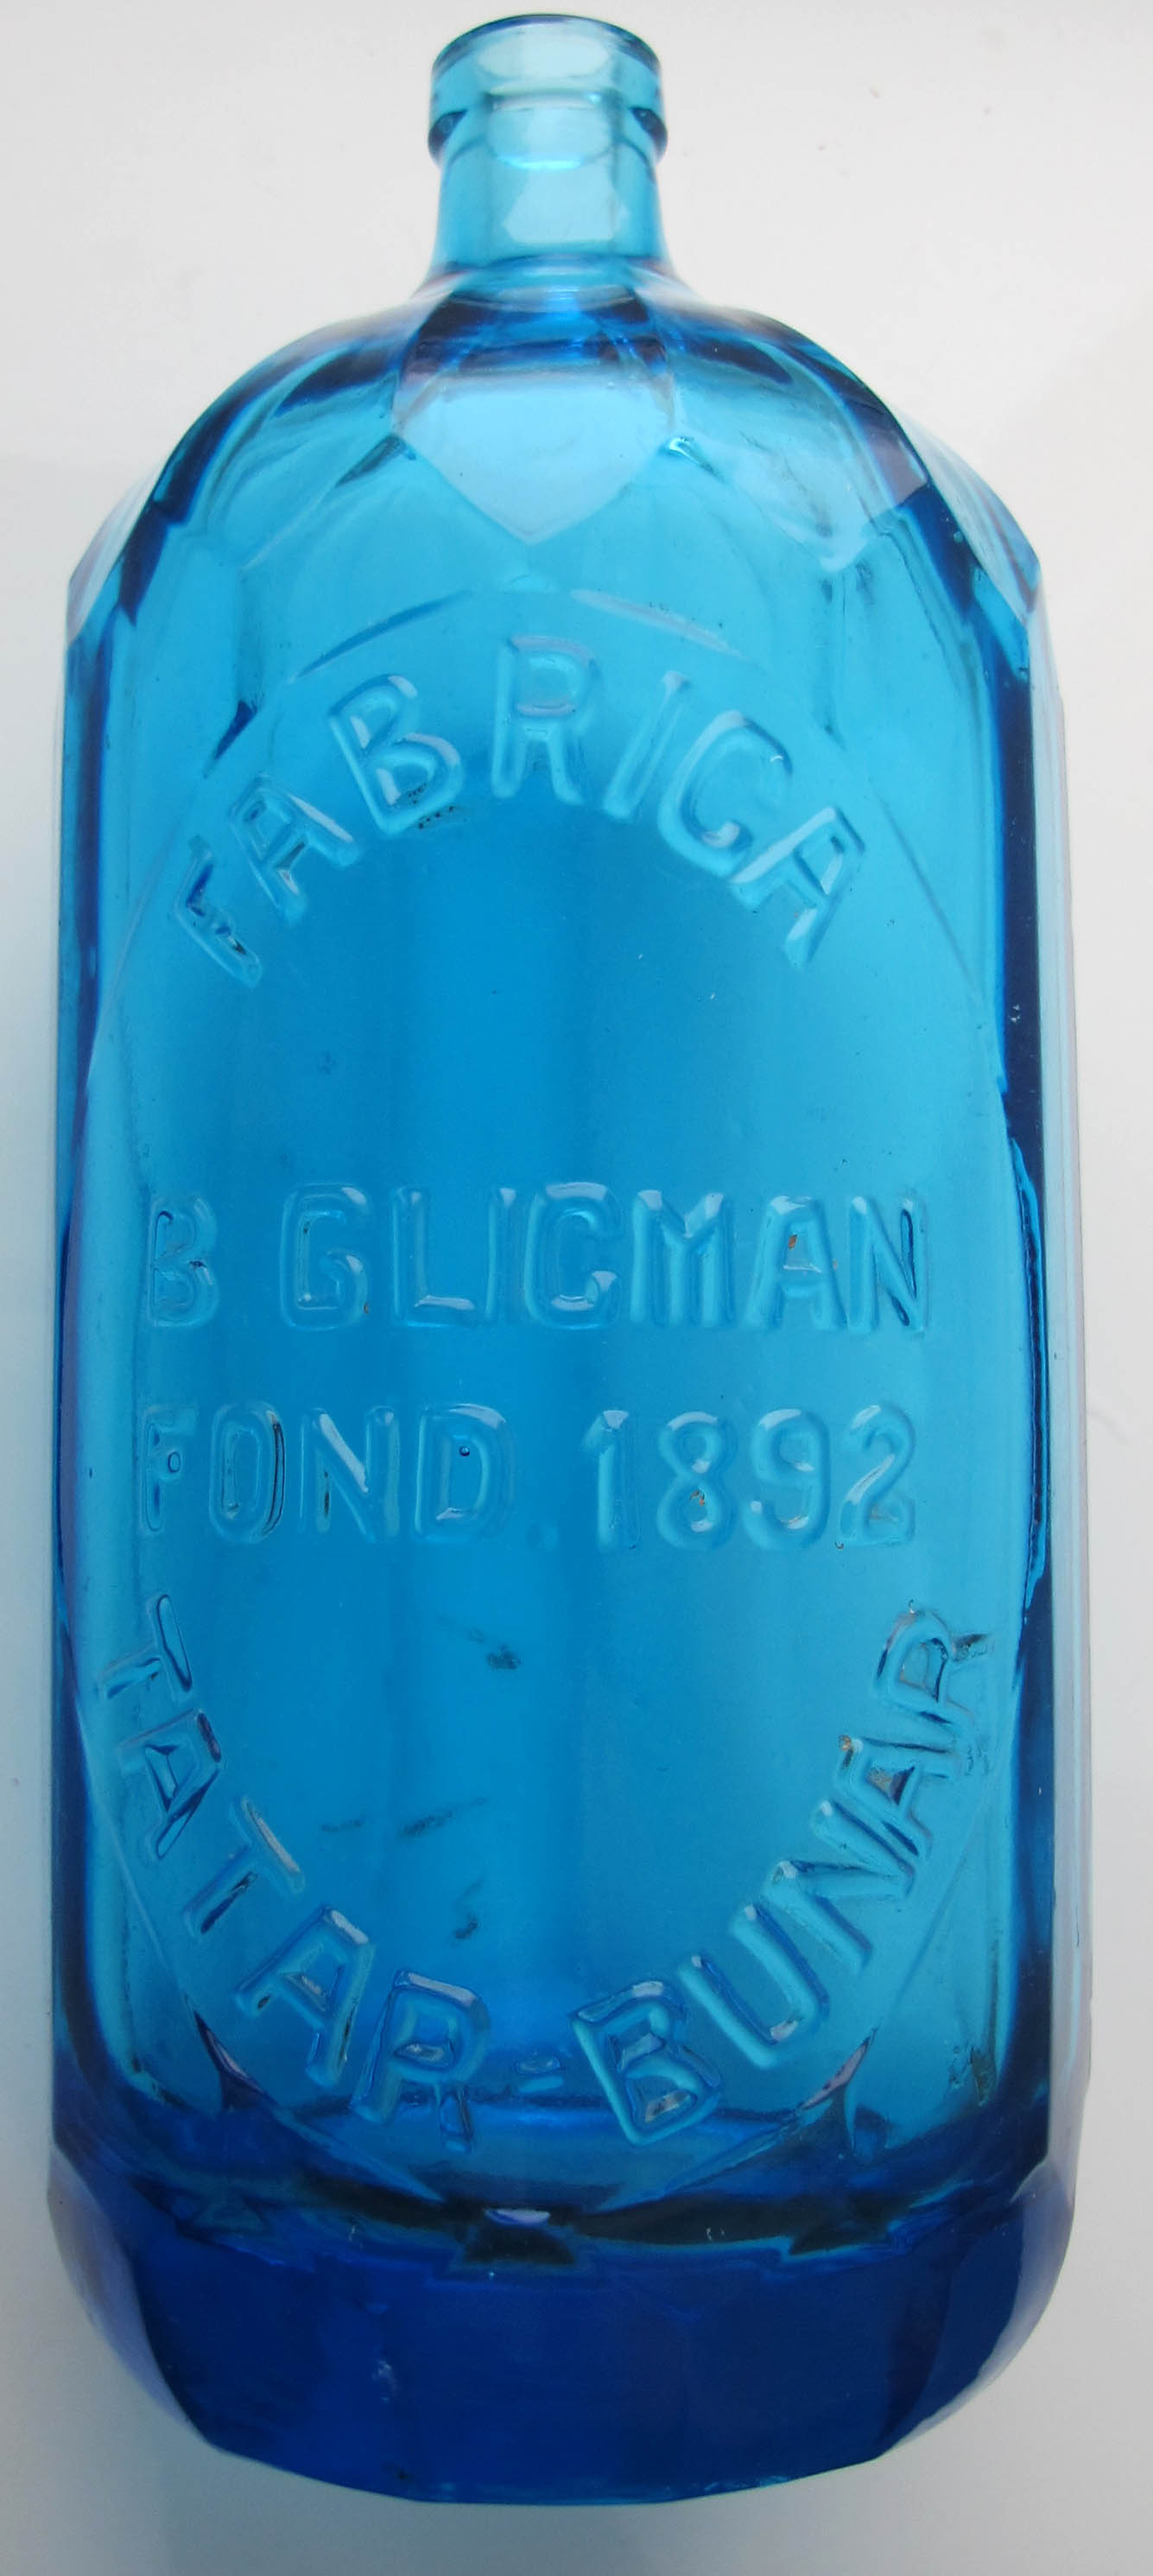 FABRICA
B GLICMAN
FOND. 1892
TATAR-BUNAR